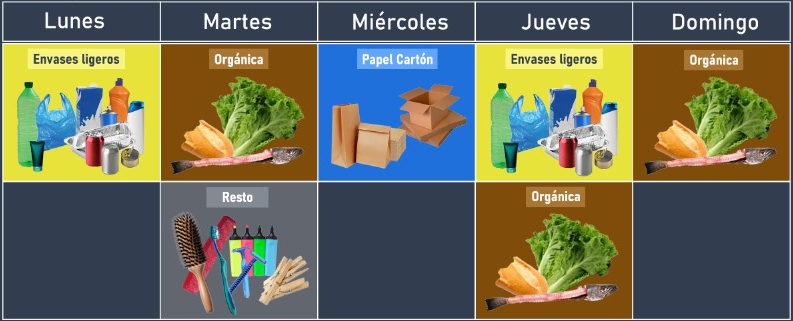 Lunes
Martes
Miércoles
Jueves
Domingo
Envases ligeros
Orgánica
Papel Cartón
Envases ligeros
Orgánica
Resto
Orgánica